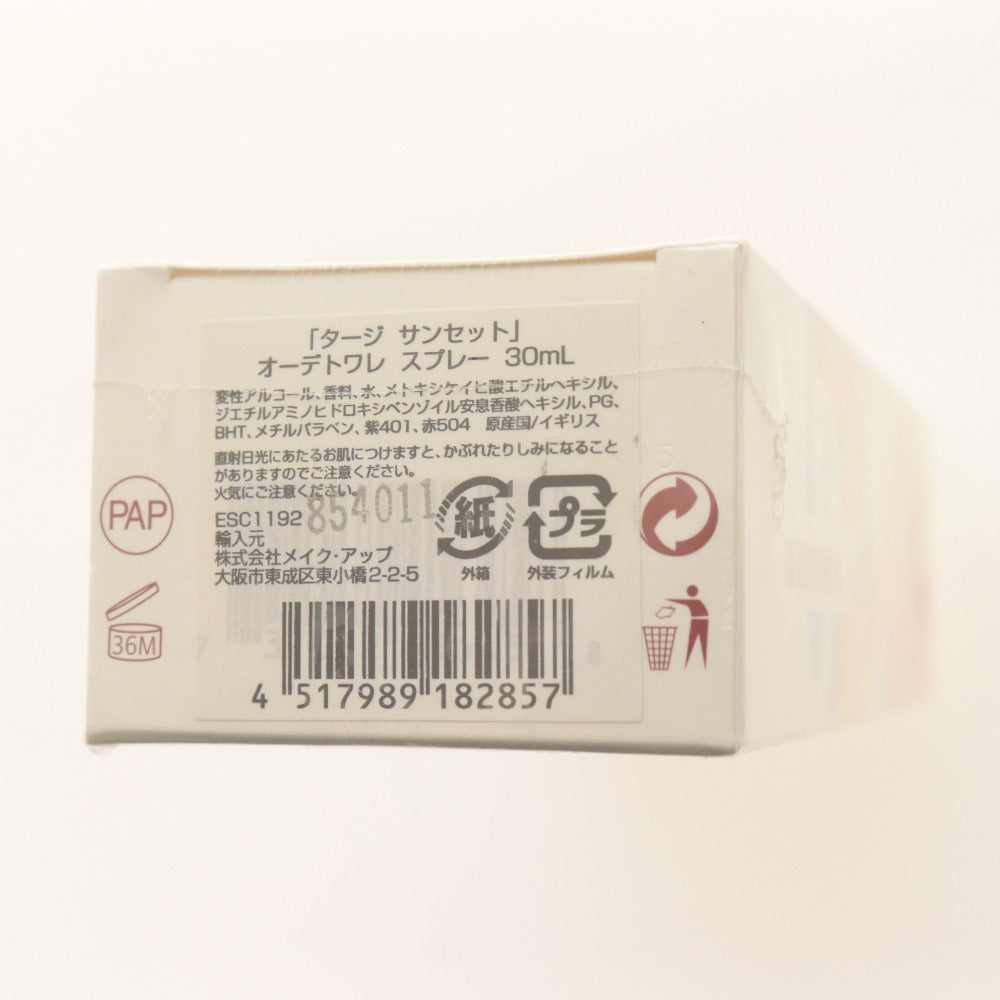 「タージ サンセット」
オーデトワレ スプレー 30mL
変性アルコール、香料、水、メトキシケイヒ酸エチルヘキシル、
ジエチルアミノヒドロキシベンゾイル安息香酸ヘキシル、PG、
BHT、メチルパラベン、紫401、赤504 原産国/イギリス
直射日光にあたるお肌につけますと、かぶれたりしみになること
がありますのでご注意ください。
火気にご注意ください。
ESC1192
854011
輸入元
株式会社メイク・アップ
大阪市東成区東小橋2-2-5
紙
外箱
プラ
外装フィルム
PAP
36M
4 517989 182857